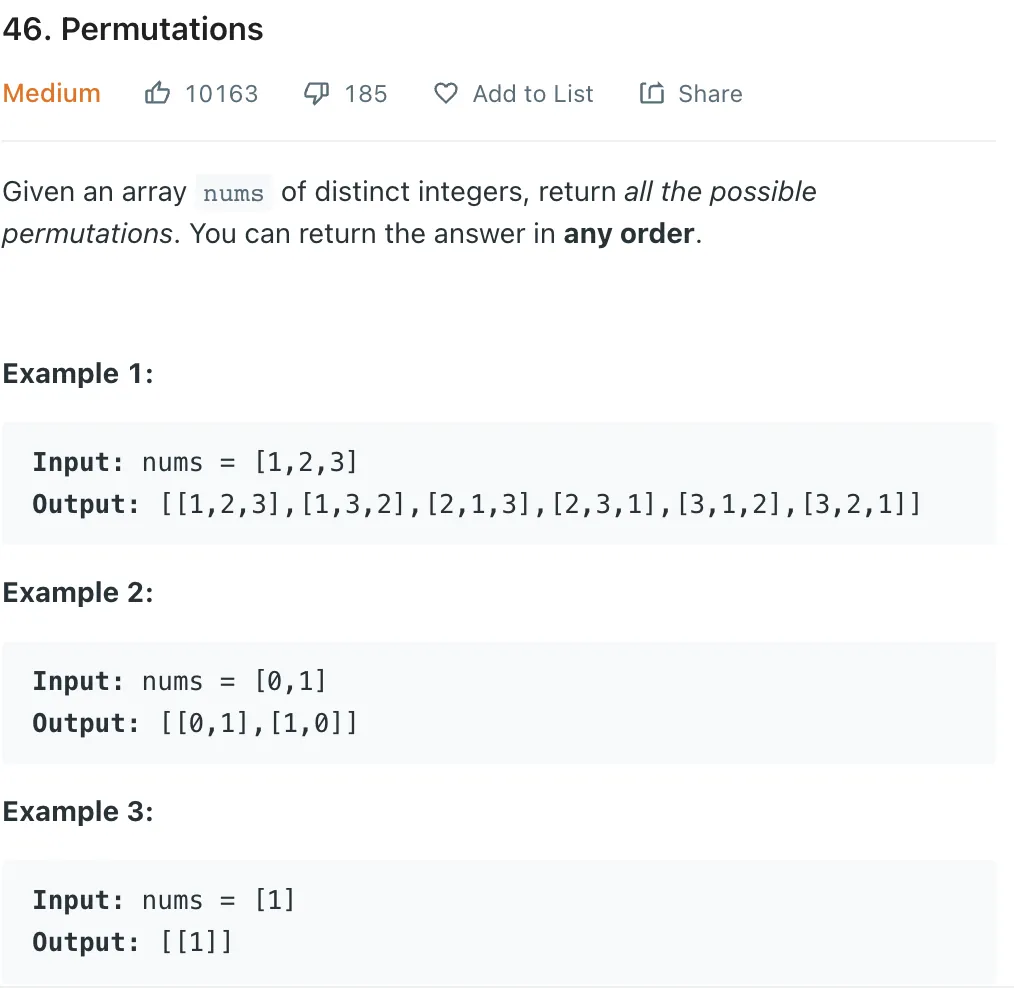 46. Permutations
Medium 10163 185 Add to List Share
Given an array nums of distinct integers, return all the possible
permutations. You can return the answer in any order.
Example 1:
Input: nums = [1,2,3]
Output: [[1,2,3],[1,3,2],[2,1,3],[2,3,1],[3,1,2],[3,2,1]]
Example 2:
Input: nums = [0,1]
Output: [[0,1],[1,0]]
Example 3:
Input: nums = [1]
Output: [[1]]